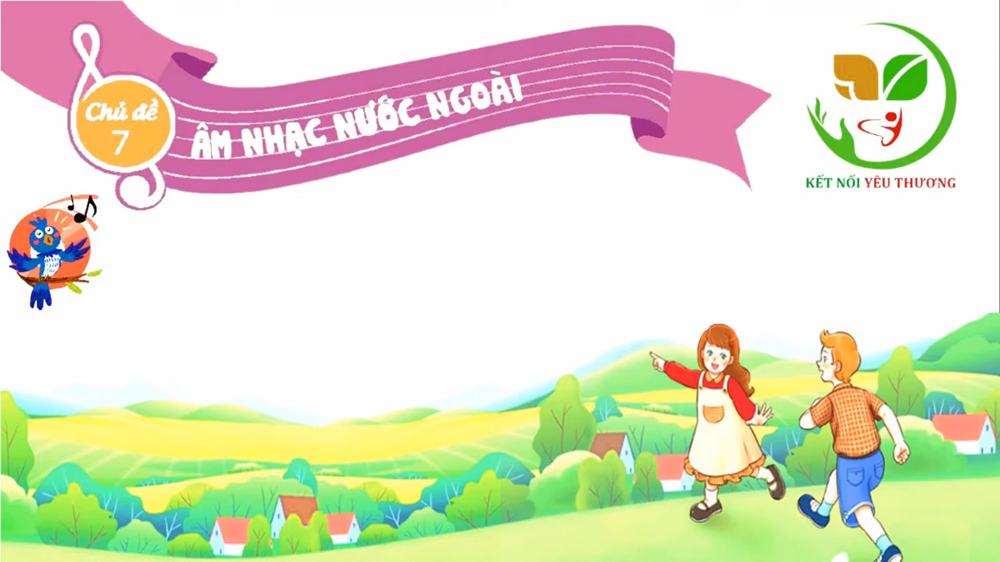 Chủ đề
7
ÂM NHẠC NƯỚC NGOÀI
KẾT NỐI YÊU THƯƠNG